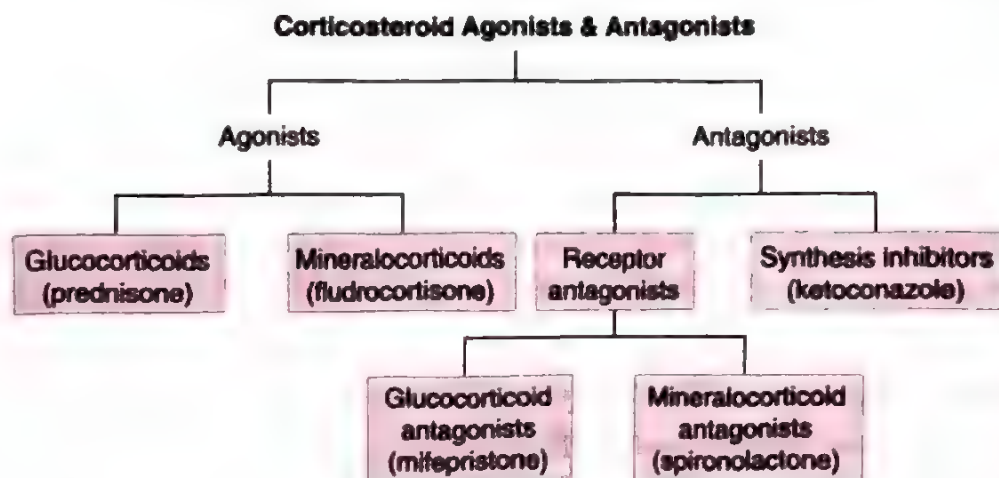 Corticosteroid Agonists & Antagonists
Agonists
Antagonists
Glucocorticoids
(prednisone)
Mineralocorticoids
(fludrocortisone)
Receptor
antagonists
Synthesis inhibitors
(ketoconazole)
Glucocorticoid
antagonists
(mifepristone)
Mineralocorticoid
antagonists
(spironolactone)